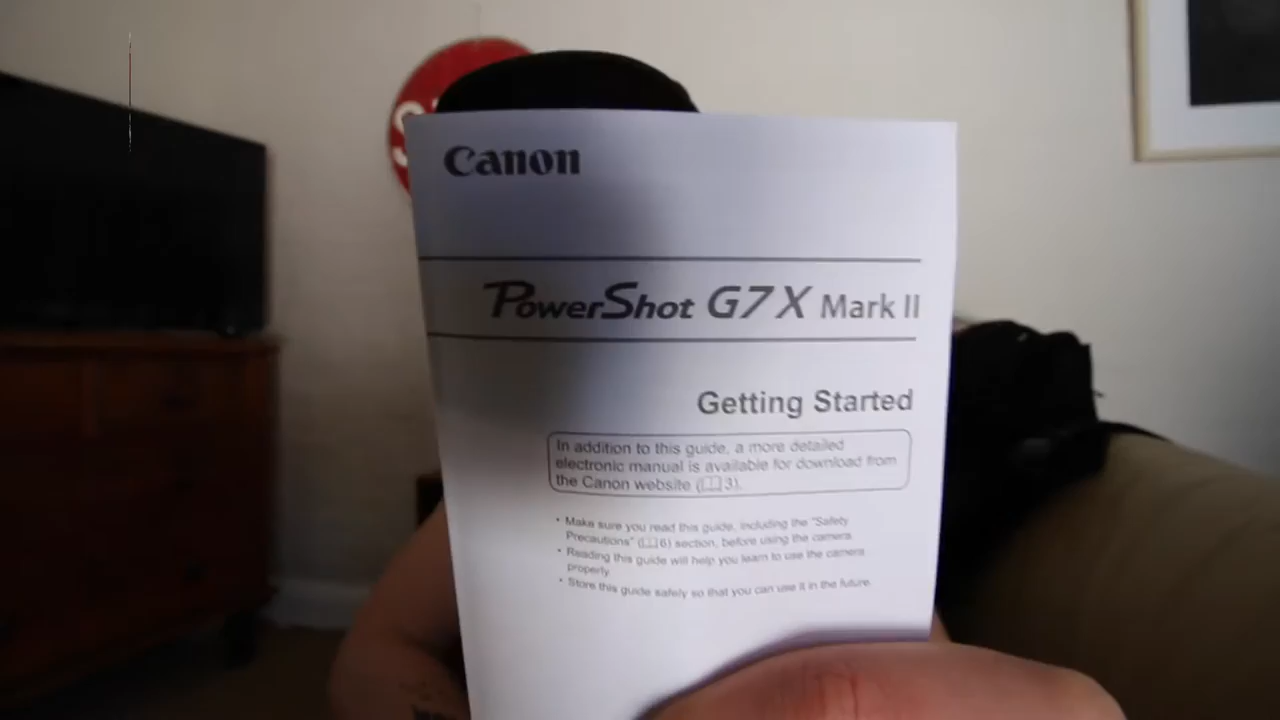 S
Canon
PowerShot G7X Mark II
Getting Started
In addition to this guide, a more detailed
electronic manual is available for download from
the Canon website (3).
• Make sure you read this guide, including the "Safety
Precautions" (6) section, before using the camera.
• Reading this guide will help you learn to use the camera
properly.
• Store this guide safely so that you can use it in the future.